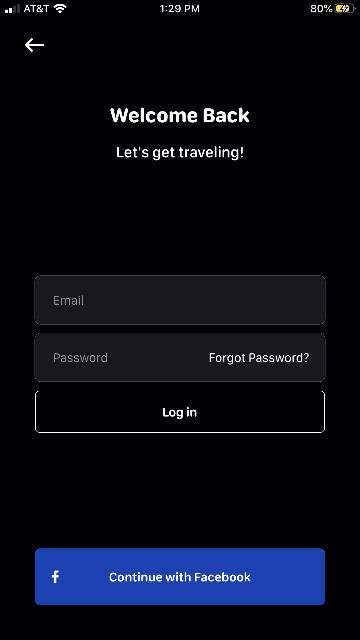 AT&T 1:29 PM 80%
Welcome Back
Let's get traveling!
Email
Password Forgot Password?
Log in
f Continue with Facebook